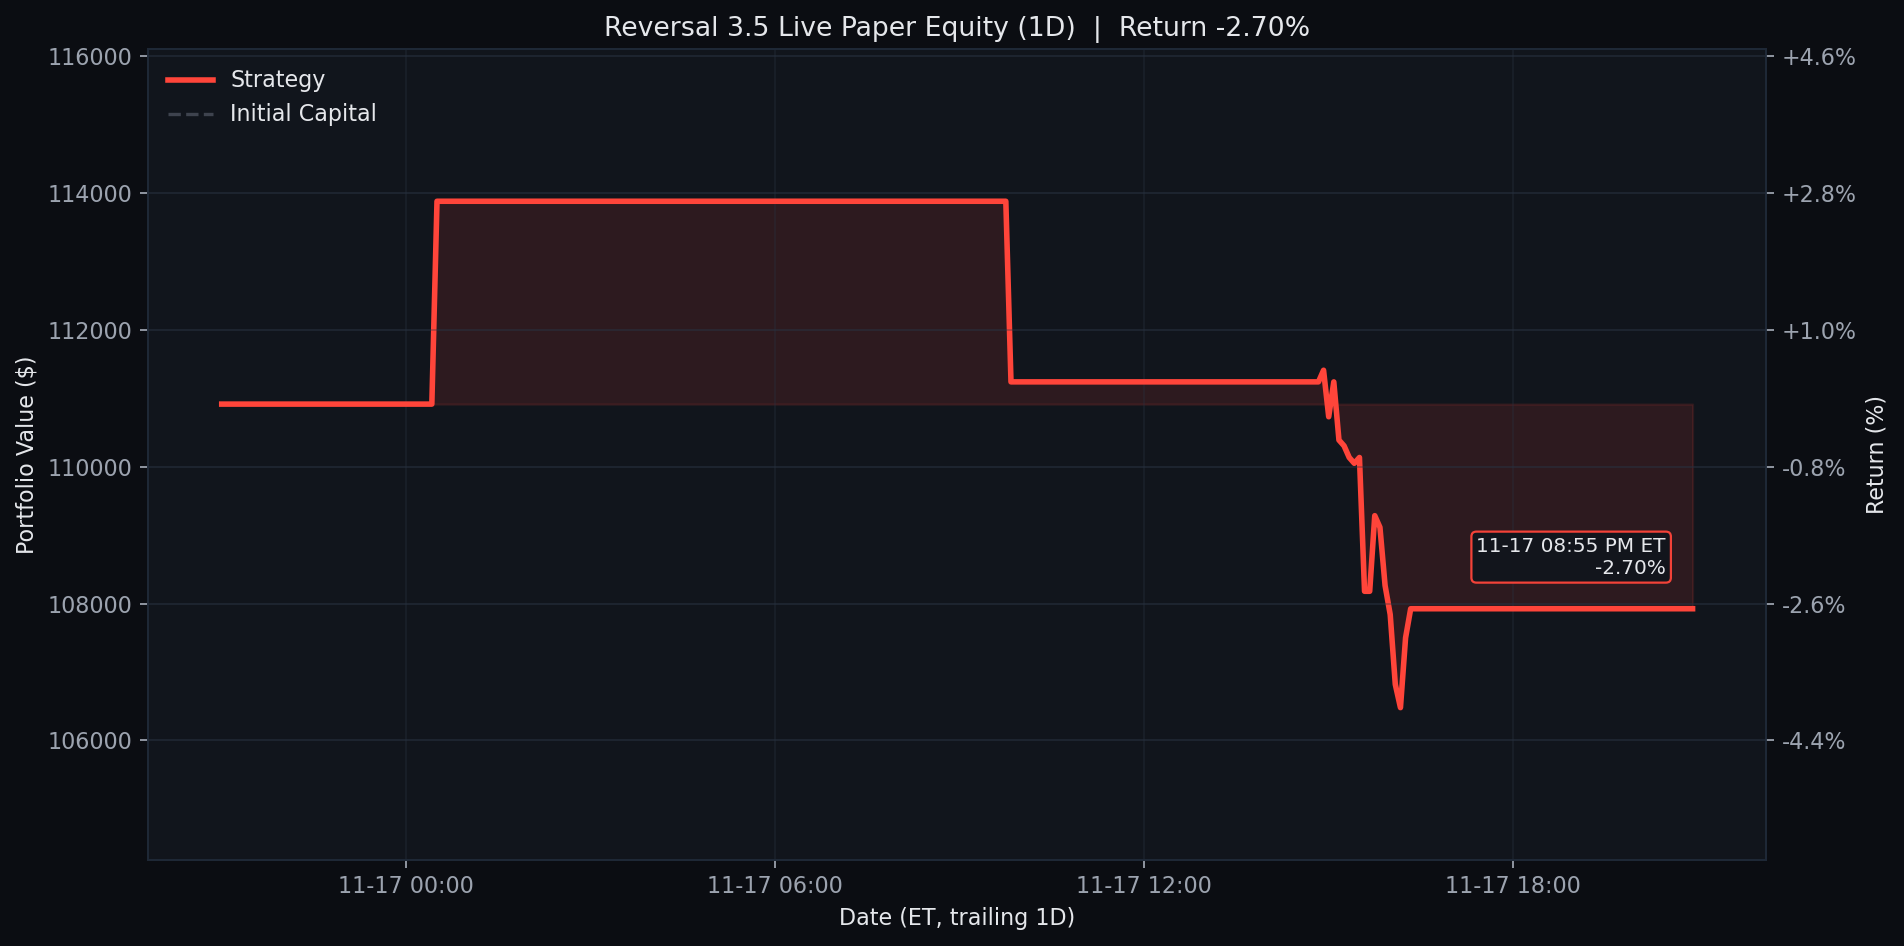 Reversal 3.5 Live Paper Equity (1D)  |  Return -2.70%
Strategy
Initial Capital
Portfolio Value ($)
116000
114000
112000
110000
108000
106000
+4.6%
+2.8%
+1.0%
-0.8%
-2.6%
-4.4%
Return (%)
11-17 08:55 PM ET
-2.70%
11-17 00:00
11-17 06:00
11-17 12:00
11-17 18:00
Date (ET, trailing 1D)